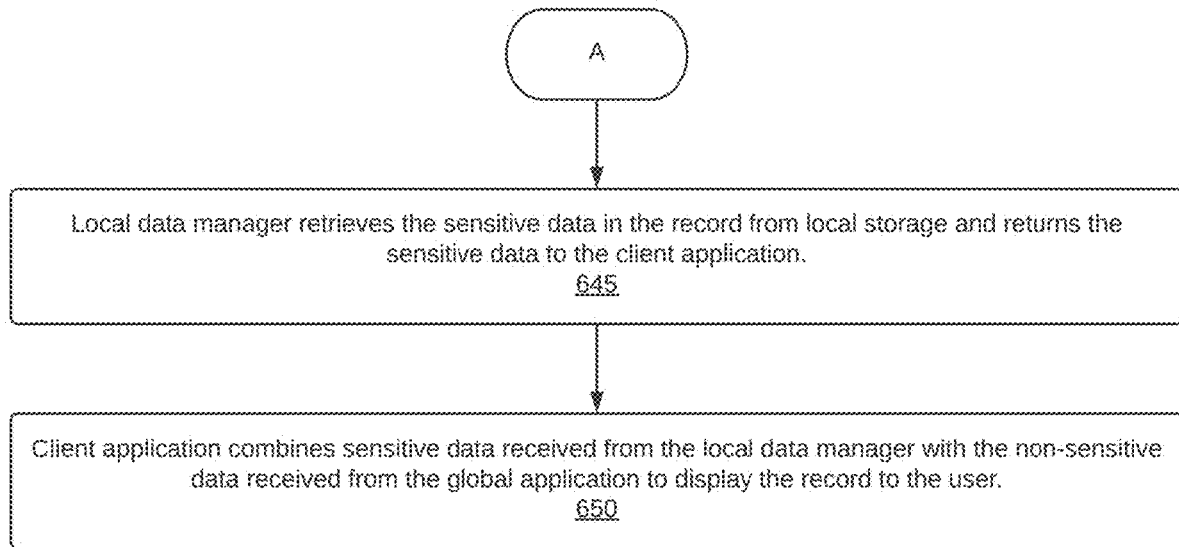 A
Local data manager retrieves the sensitive data in the record from local storage and returns the
sensitive data to the client application.
645
Client application combines sensitive data received from the local data manager with the non-sensitive
data received from the global application to display the record to the user.
650